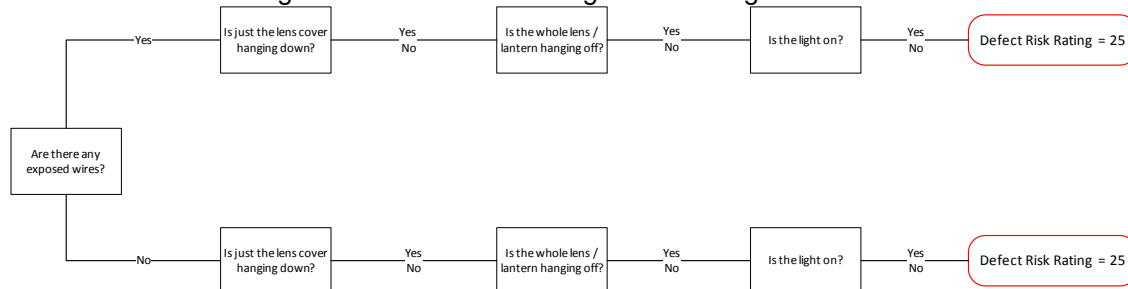 Is just the lens cover
hanging down?
Yes
No
Is the whole lens /
lantern hanging off?
Yes
No
Is the light on?
Yes
No
Defect Risk Rating = 25
Yes
Are there any
exposed wires?
No
Is just the lens cover
hanging down?
Yes
No
Is the whole lens /
lantern hanging off?
Yes
No
Is the light on?
Yes
No
Defect Risk Rating = 25